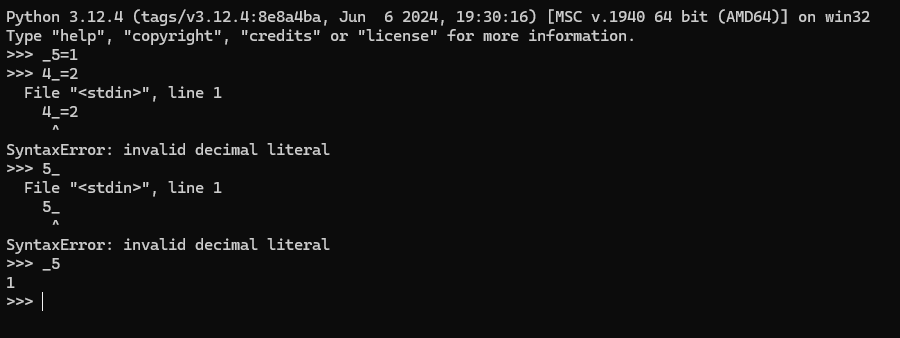 Python 3.12.4 (tags/v3.12.4:8e8a4ba, Jun  6 2024, 19:30:16) [MSC v.1940 64 bit (AMD64)] on win32
Type "help", "copyright", "credits" or "license" for more information.
>>> _5=1
>>> 4_=2
  File "<stdin>", line 1
    4_=2
     ^
SyntaxError: invalid decimal literal
>>> 5_
  File "<stdin>", line 1
    5_
     ^
SyntaxError: invalid decimal literal
>>> _5
1
>>>